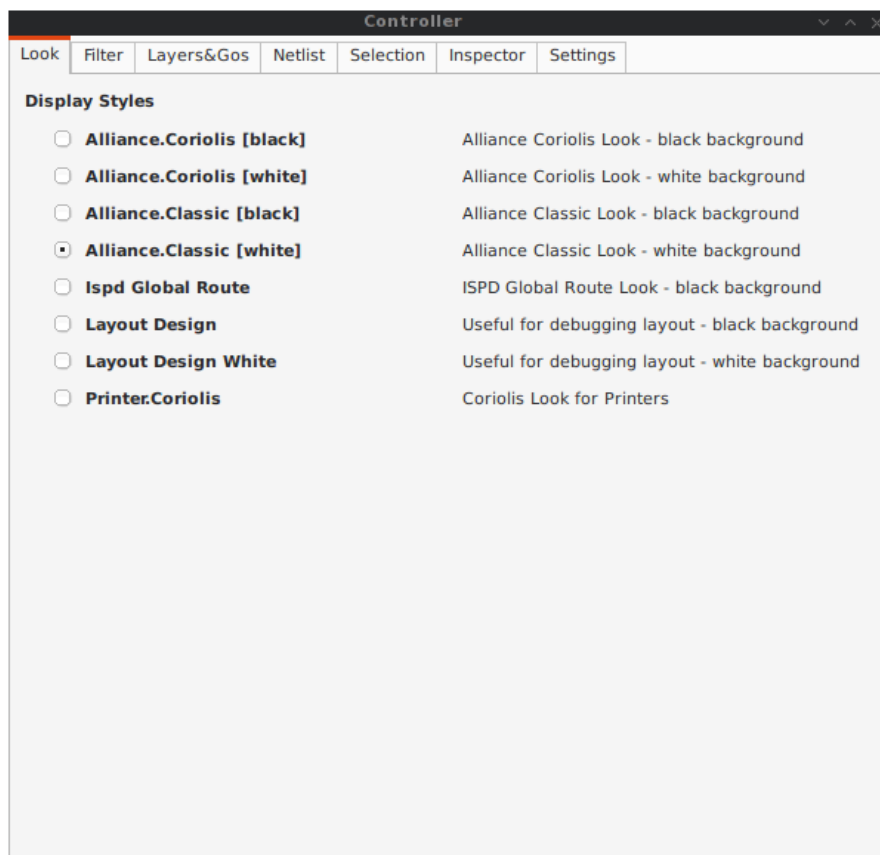 Controller
Look Filter Layers&Gos Netlist Selection Inspector Settings
Display Styles
Alliance.Coriolis [black] Alliance Coriolis Look - black background
Alliance.Coriolis [white] Alliance Coriolis Look - white background
Alliance.Classic [black] Alliance Classic Look - black background
Alliance.Classic [white] Alliance Classic Look - white background
Ispd Global Route ISPD Global Route Look - black background
Layout Design Useful for debugging layout - black background
Layout Design White Useful for debugging layout - white background
Printer.Coriolis Coriolis Look for Printers